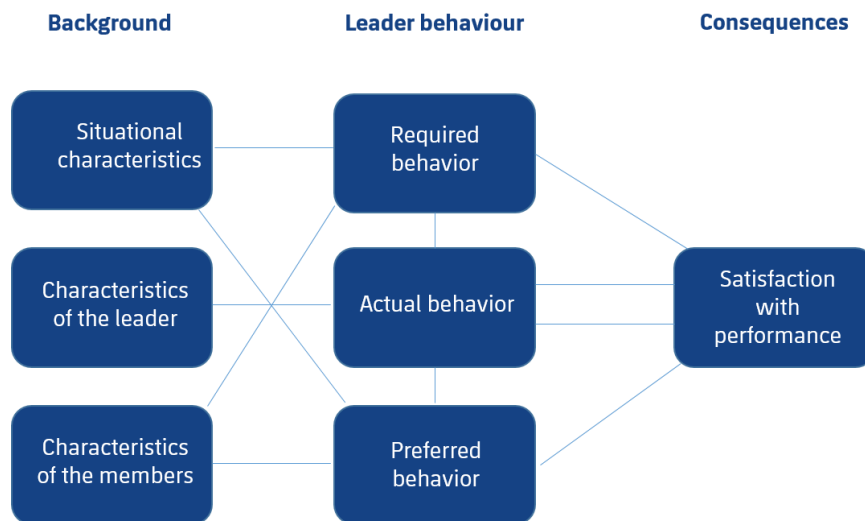 Background
Leader behaviour
Consequences
Situational
characteristics
Required
behavior
Characteristics
of the leader
Actual behavior
Satisfaction
with
performance
Characteristics
of the members
Preferred
behavior